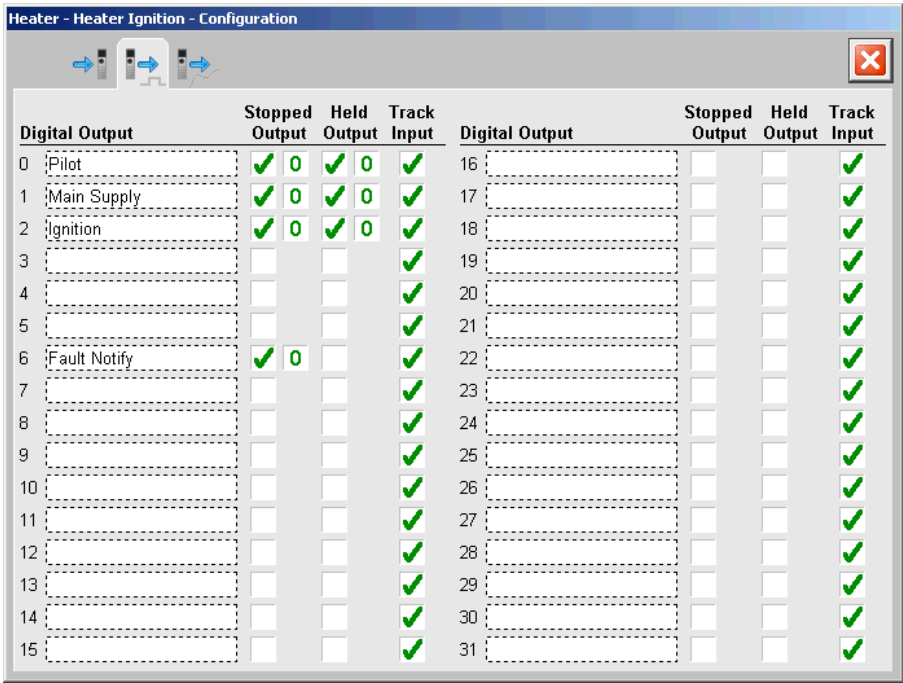 Heater - Heater Ignition - Configuration
Stopped Held Track Stopped Held Track
Digital Output Output Output Input Digital Output Output Output Input
0 Pilot 0 0 16
1 Main Supply 0 0 17
2 Ignition 0 0 18
3 19
4 20
5 21
6 Fault Notify 0 22
7 23
8 24
9 25
10 26
11 27
12 28
13 29
14 30
15 31